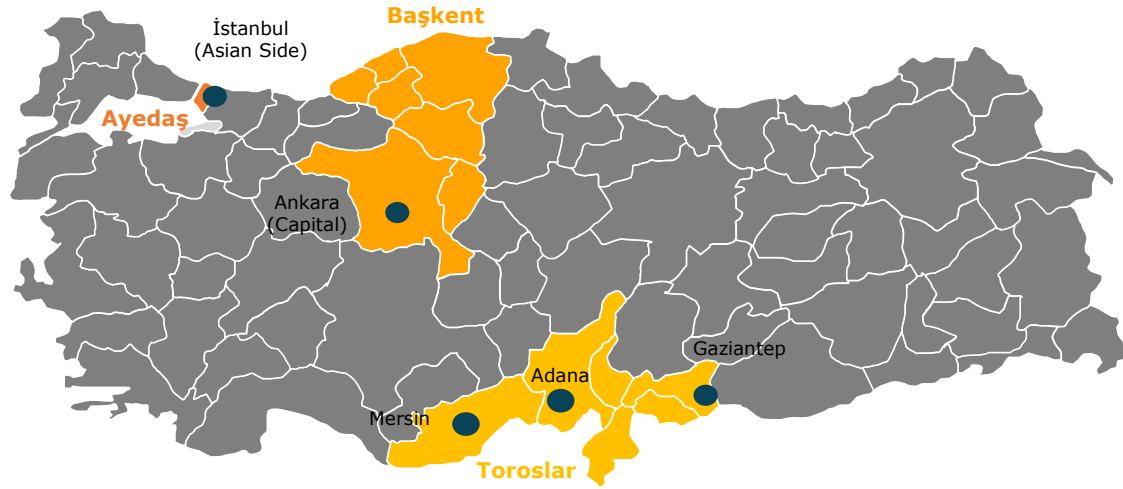 Başkent
İstanbul
(Asian Side)
Ayedaş
Ankara
(Capital)
Gaziantep
Adana
Mersin
Toroslar